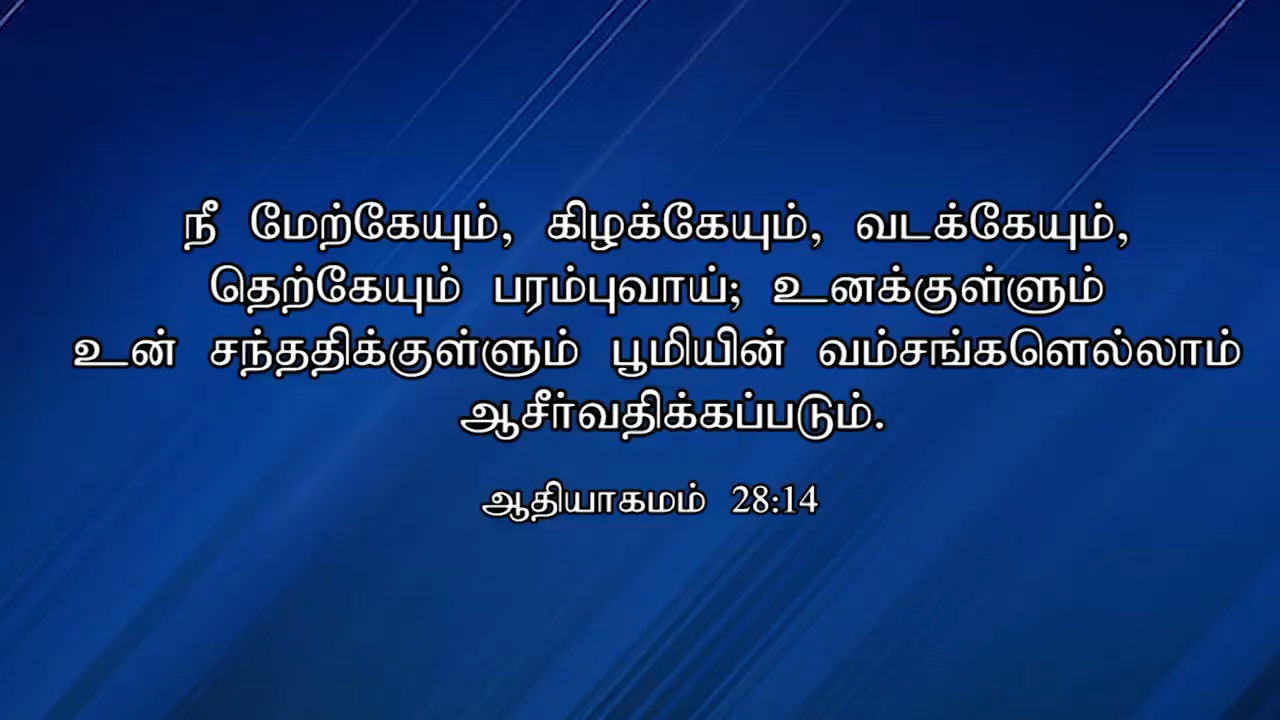 நீ மேற்கேயும், கிழக்கேயும், வடக்கேயும்,
தெற்கேயும் பரம்புவாய்; உனக்குள்ளும்
உன் சந்ததிக்குள்ளும் பூமியின் வம்சங்களெல்லாம்
ஆசீர்வதிக்கப்படும்.
ஆதியாகமம் 28:14